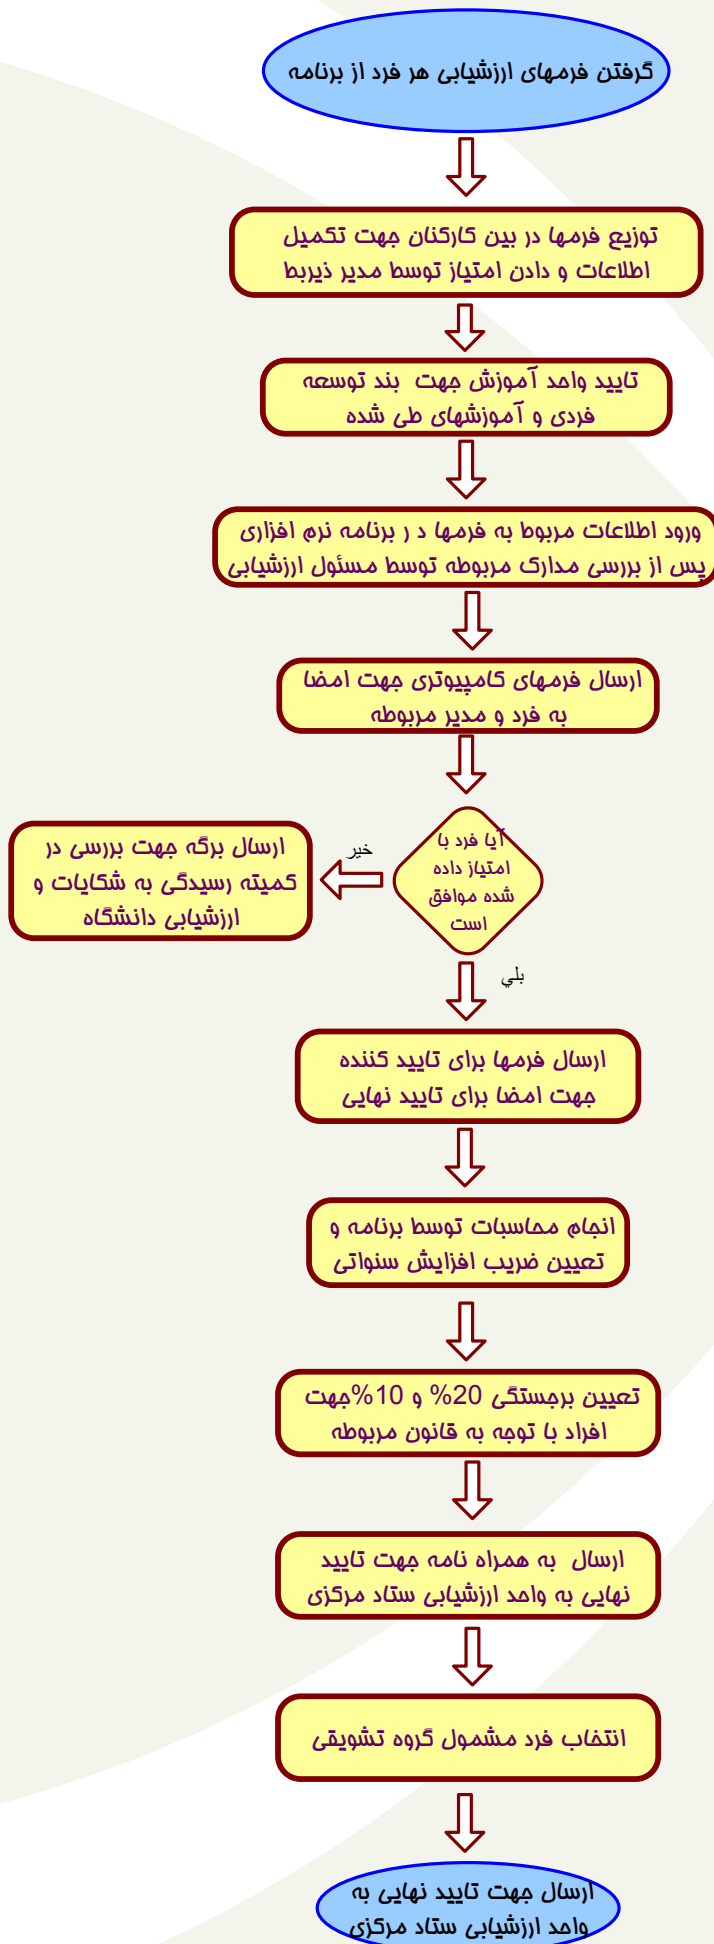 گرفتن فرمهای ارزشیابی هر فرد از برنامه
توزیع فرمها در بین کارکنان جهت تکمیل
اطلاعات و دادن امتیاز توسط مدیر ذیربط
تایید واحد آموزش جهت بند توسعه
فردی و آموزشهای طی شده
ورود اطلاعات مربوط به فرمها د ر برنامه نرم افزاری
پس از بررسی مدارک مربوطه توسط مسئول ارزشیابی
ارسال فرمهای کامپیوتری جهت امضا
به فرد و مدیر مربوطه
آیا فرد با
امتیاز داده
شده موافق
است
خیر
ارسال برگه جهت بررسی در
کمیته رسیدگی به شکایات و
ارزشیابی دانشگاه
بلي
ارسال فرمها برای تایید کننده
جهت امضا برای تایید نهایی
انجام محاسبات توسط برنامه و
تعیین ضریب افزایش سنواتی
تعیین برجستگی 20% و 10%جهت
افراد با توجه به قانون مربوطه
ارسال به همراه نامه جهت تایید
نهایی به واحد ارزشیابی ستاد مرکزی
انتخاب فرد مشمول گروه تشویقی
ارسال جهت تایید نهایی به
واحد ارزشیابی ستاد مرکزی